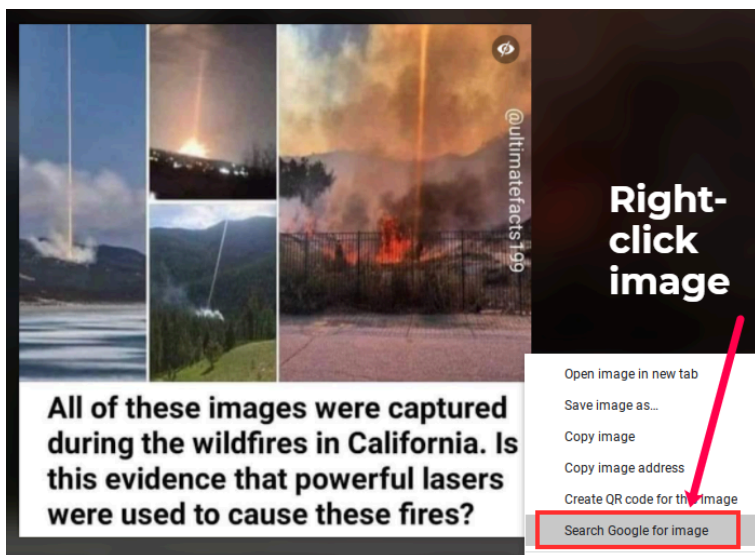 @ultimatefacts199
All of these images were captured
during the wildfires in California. Is
this evidence that powerful lasers
were used to cause these fires?
Right-
click
image
Open image in new tab
Save image as...
Copy image
Copy image address
Create QR code for this image
Search Google for image